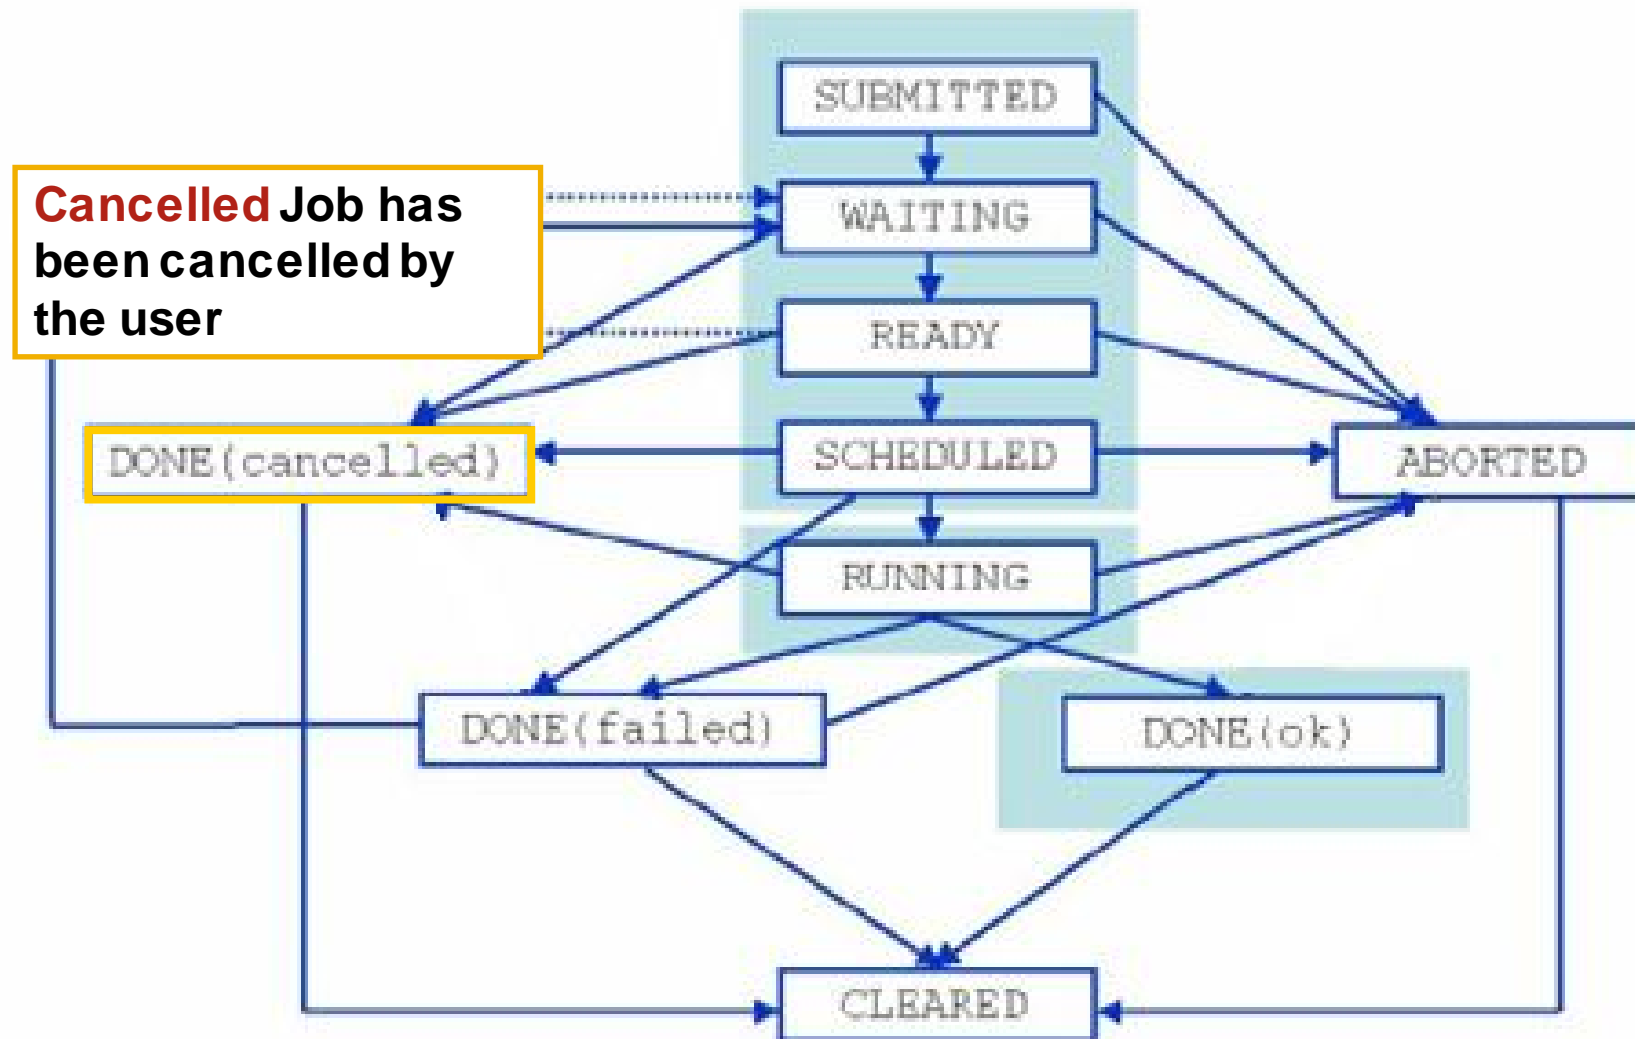 SUBMITTED
Cancelled Job has
been cancelled by
the user
WAITING
READY
DONE(cancelled)
SCHEDULED
ABORTED
RUNNING
DONE(failed)
DONE(ok)
CLEARED